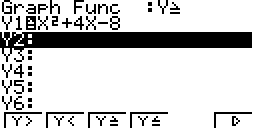 Graph Func :Y≥
Y1≥X²+4X-8
Y2:
Y3:
Y4:
Y5:
Y6:
Y> Y< Y≥ Y≤ ▷